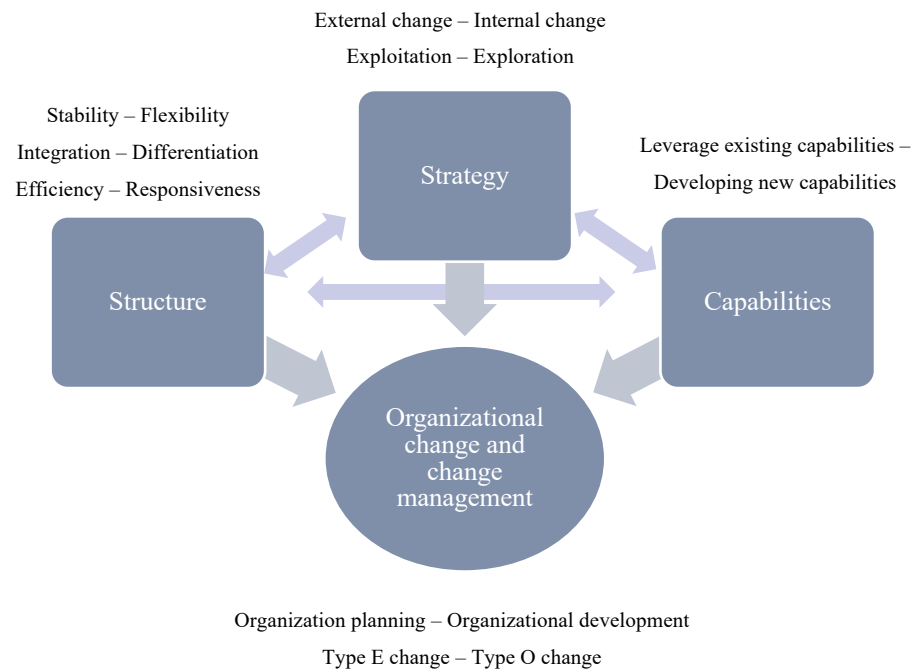 External change – Internal change
Exploitation – Exploration
Stability – Flexibility
Integration – Differentiation
Efficiency – Responsiveness
Strategy
Leverage existing capabilities –
Developing new capabilities
Structure
Capabilities
Organizational
change and
change
management
Organization planning – Organizational development
Type E change – Type O change